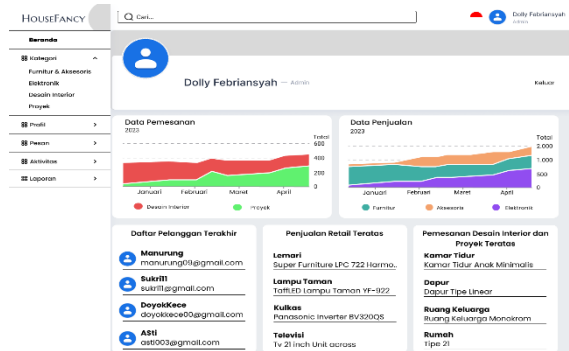 HouseFancy
Cari...
Dolly Febriansyah
Admin
Beranda
Kategori
Furnitur & Aksesoris
Elektronik
Desain Interior
Proyek
Profil
Pesan
Aktivitas
Laporan
Dolly Febriansyah — Admin
Keluar
Data Pemesanan
2023
Total
600
400
200
0
Januari Februari Maret April
Desain Interior Proyek
Data Penjualan
2023
Total
2.000
1.000
500
0
Januari Februari Maret April
Furnitur Aksesoris Elektronik
Daftar Pelanggan Terakhir
Manurung
manurung09@gmail.com
Sukri11
sukri11@gmail.com
DoyokKece
doyokkece00@gmail.com
ASti
asti003@gmail.com
Penjualan Retail Teratas
Lemari
Super Furniture LPC 722 Harmo..
Lampu Taman
TaffLED Lampu Taman YF-922
Kulkas
Panasonic Inverter BV320QS
Televisi
Tv 21 inch Unit across
Pemesanan Desain Interior dan
Proyek Teratas
Kamar Tidur
Kamar Tidur Anak Minimalis
Dapur
Dapur Tipe Linear
Ruang Keluarga
Ruang Keluarga Monokrom
Rumah
Tipe 21